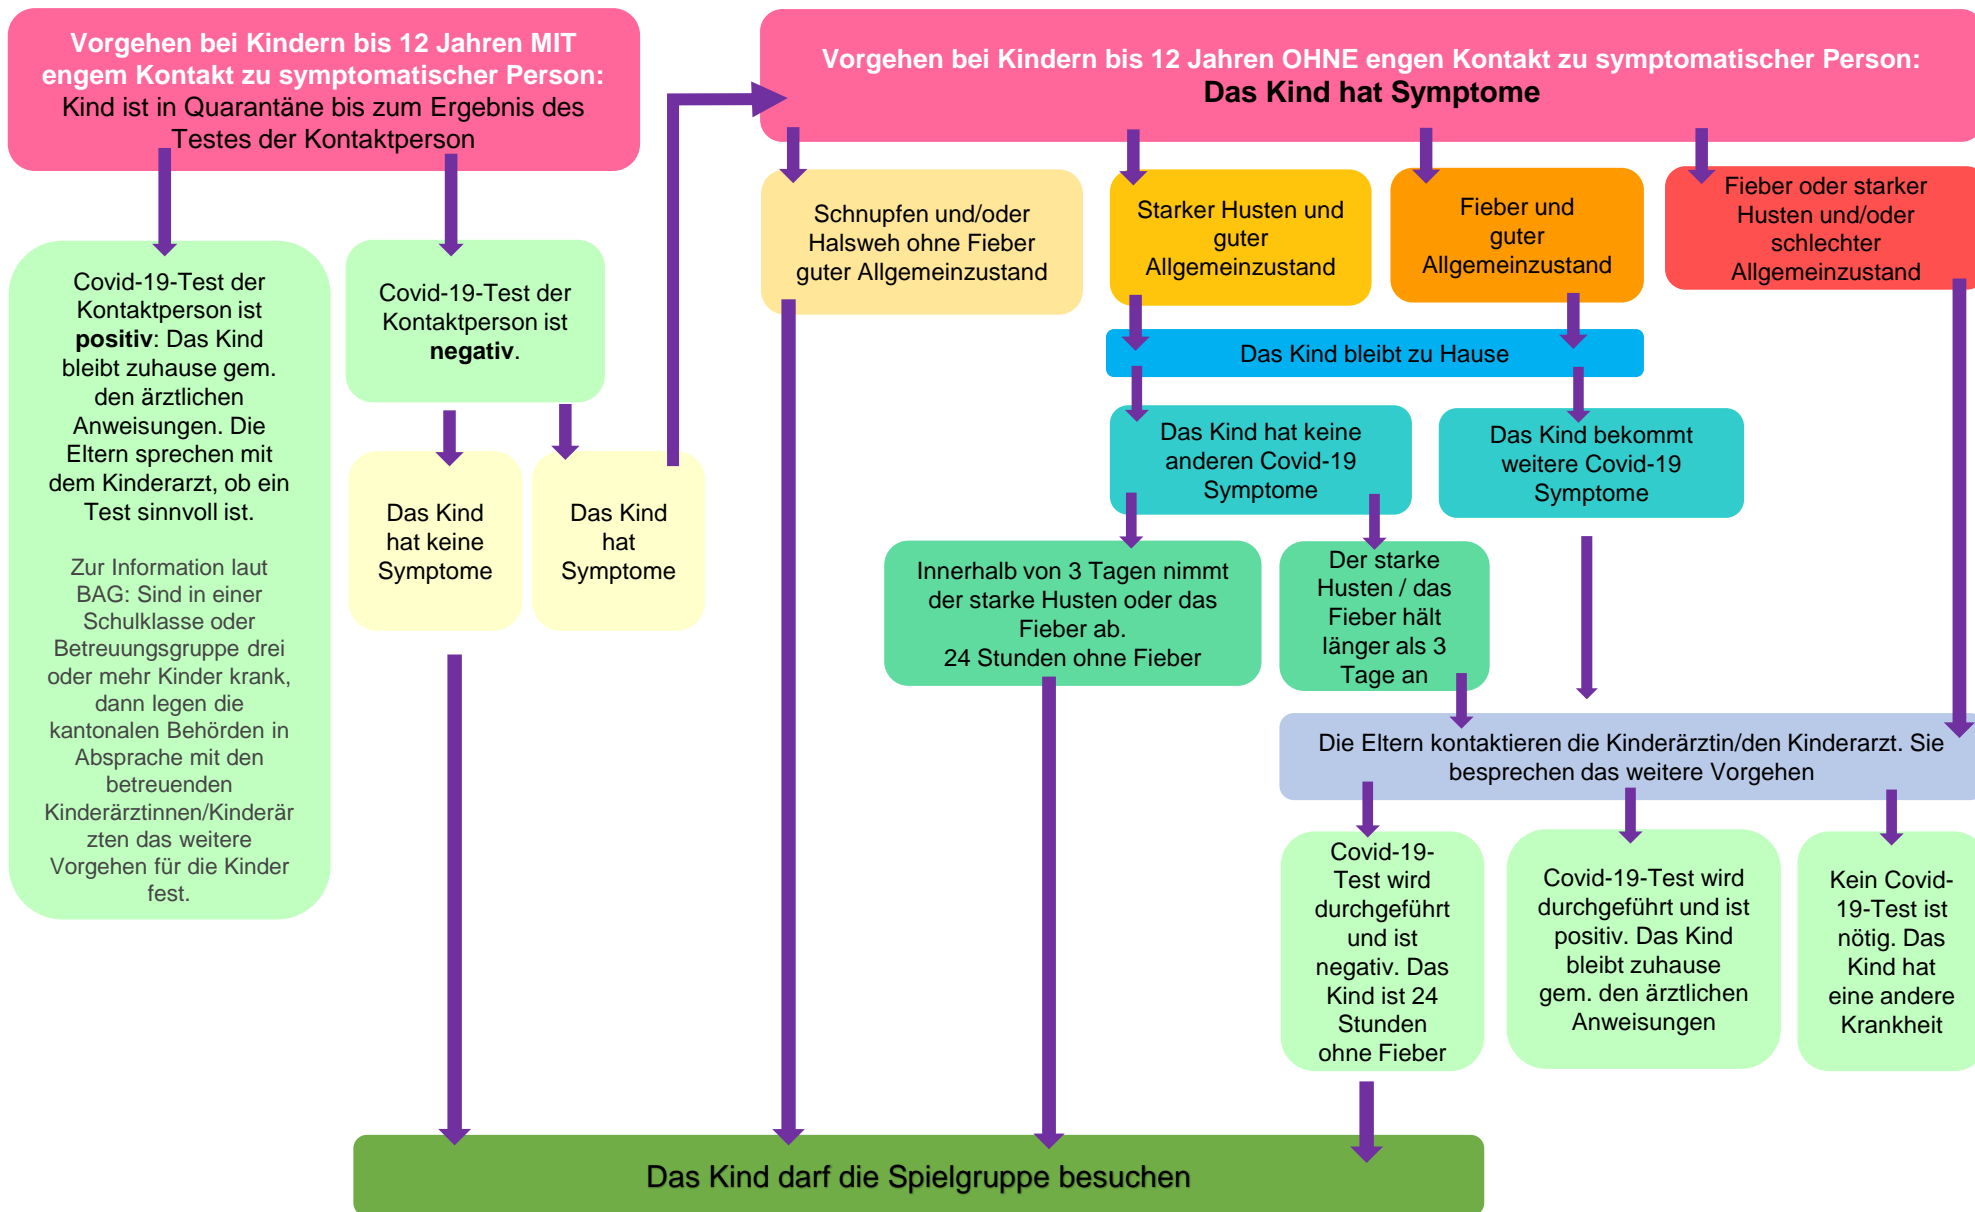 Vorgehen bei Kindern bis 12 Jahren MIT
engem Kontakt zu symptomatischer Person:
Kind ist in Quarantäne bis zum Ergebnis des
Testes der Kontaktperson
Vorgehen bei Kindern bis 12 Jahren OHNE engen Kontakt zu symptomatischer Person:
Das Kind hat Symptome
Covid-19-Test der
Kontaktperson ist
positiv: Das Kind
bleibt zuhause gem.
den ärztlichen
Anweisungen. Die
Eltern sprechen mit
dem Kinderarzt, ob ein
Test sinnvoll ist.
Zur Information laut
BAG: Sind in einer
Schulklasse oder
Betreuungsgruppe drei
oder mehr Kinder krank,
dann legen die
kantonalen Behörden in
Absprache mit den
betreuenden
Kinderärztinnen/Kinderär
zten das weitere
Vorgehen für die Kinder
fest.
Covid-19-Test der
Kontaktperson ist
negativ.
Das Kind
hat keine
Symptome
Das Kind
hat
Symptome
Schnupfen und/oder
Halsweh ohne Fieber
guter Allgemeinzustand
Starker Husten und
guter
Allgemeinzustand
Fieber und
guter
Allgemeinzustand
Fieber oder starker
Husten und/oder
schlechter
Allgemeinzustand
Das Kind bleibt zu Hause
Das Kind hat keine
anderen Covid-19
Symptome
Das Kind bekommt
weitere Covid-19
Symptome
Innerhalb von 3 Tagen nimmt
der starke Husten oder das
Fieber ab.
24 Stunden ohne Fieber
Der starke
Husten / das
Fieber hält
länger als 3
Tage an
Die Eltern kontaktieren die Kinderärztin/den Kinderarzt. Sie
besprechen das weitere Vorgehen
Covid-19-
Test wird
durchgeführt
und ist
negativ. Das
Kind ist 24
Stunden
ohne Fieber
Covid-19-Test wird
durchgeführt und ist
positiv. Das Kind
bleibt zuhause
gem. den ärztlichen
Anweisungen
Kein Covid-
19-Test ist
nötig. Das
Kind hat
eine andere
Krankheit
Das Kind darf die Spielgruppe besuchen